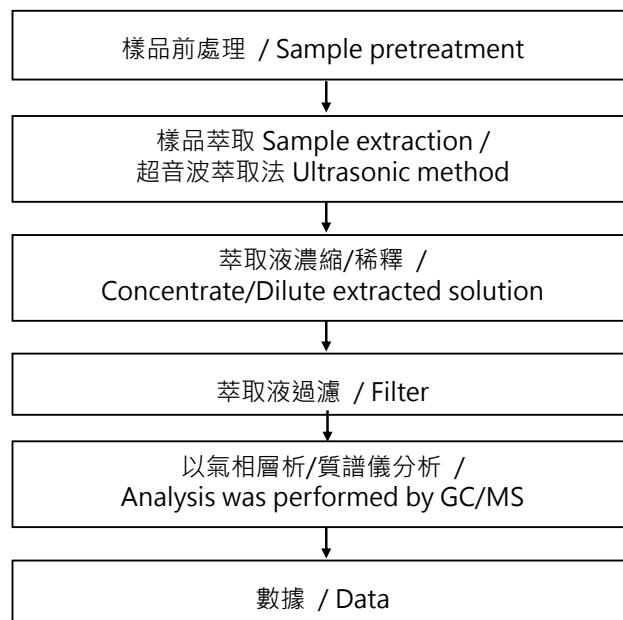 樣品前處理 / Sample pretreatment
樣品萃取 Sample extraction /
超音波萃取法 Ultrasonic method
萃取液濃縮/稀釋 /
Concentrate/Dilute extracted solution
萃取液過濾 / Filter
以氣相層析/質譜儀分析 /
Analysis was performed by GC/MS
數據 / Data